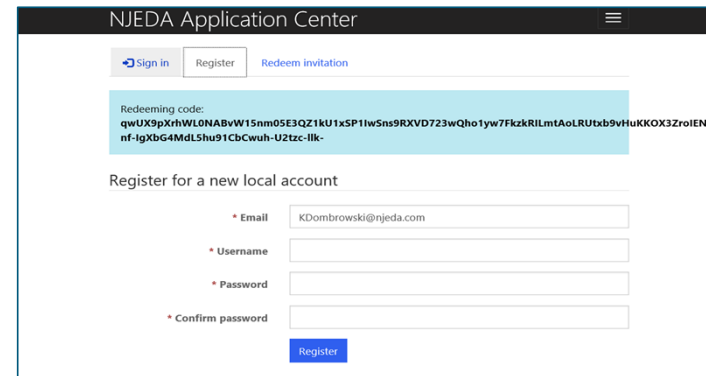 NJEDA Application Center
Sign in Register Redeem invitation
Redeeming code:
qwUX9pXrhWL0NABvW15nm05E3QZ1kU1xSP1IwSns9RXVD723wQho1yw7FkzkRILmtAoLRUtxb9vHuKKOX3ZroIEN
nf-IgXbG4MdL5hu91CbCwuh-U2tzc-llk-
Register for a new local account
* Email KDombrowski@njeda.com
* Username
* Password
* Confirm password
Register